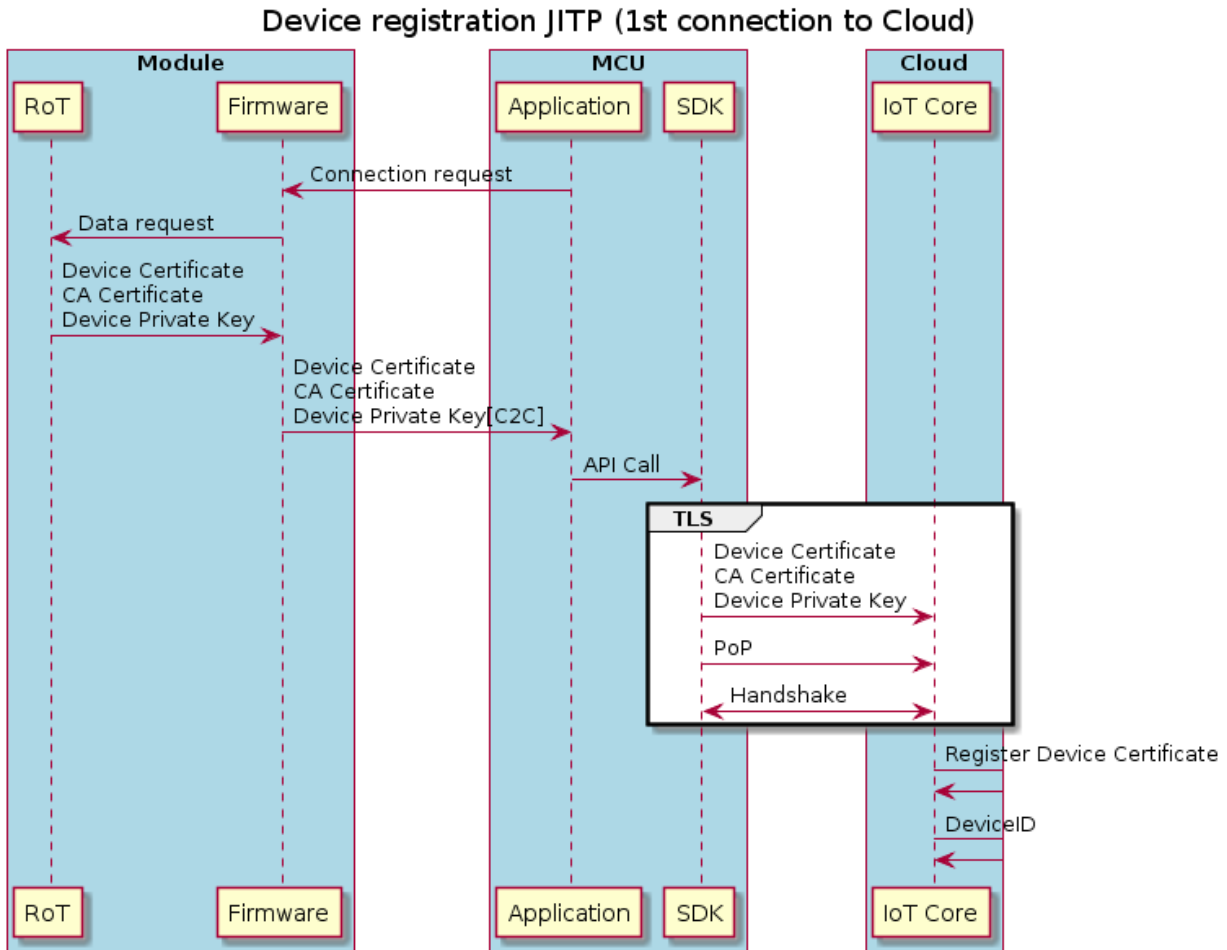 Device registration JITP (1st connection to Cloud)
Module
MCU
Cloud
RoT
Firmware
Application
SDK
IoT Core
Connection request
Data request
Device Certificate
CA Certificate
Device Private Key
Device Certificate
CA Certificate
Device Private Key[C2C]
API Call
TLS
Device Certificate
CA Certificate
Device Private Key
PoP
Handshake
Register Device Certificate
DeviceID
RoT
Firmware
Application
SDK
IoT Core